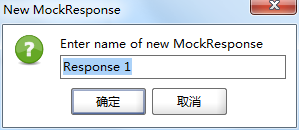 New MockResponse
Enter name of new MockResponse
Response 1
确定 取消